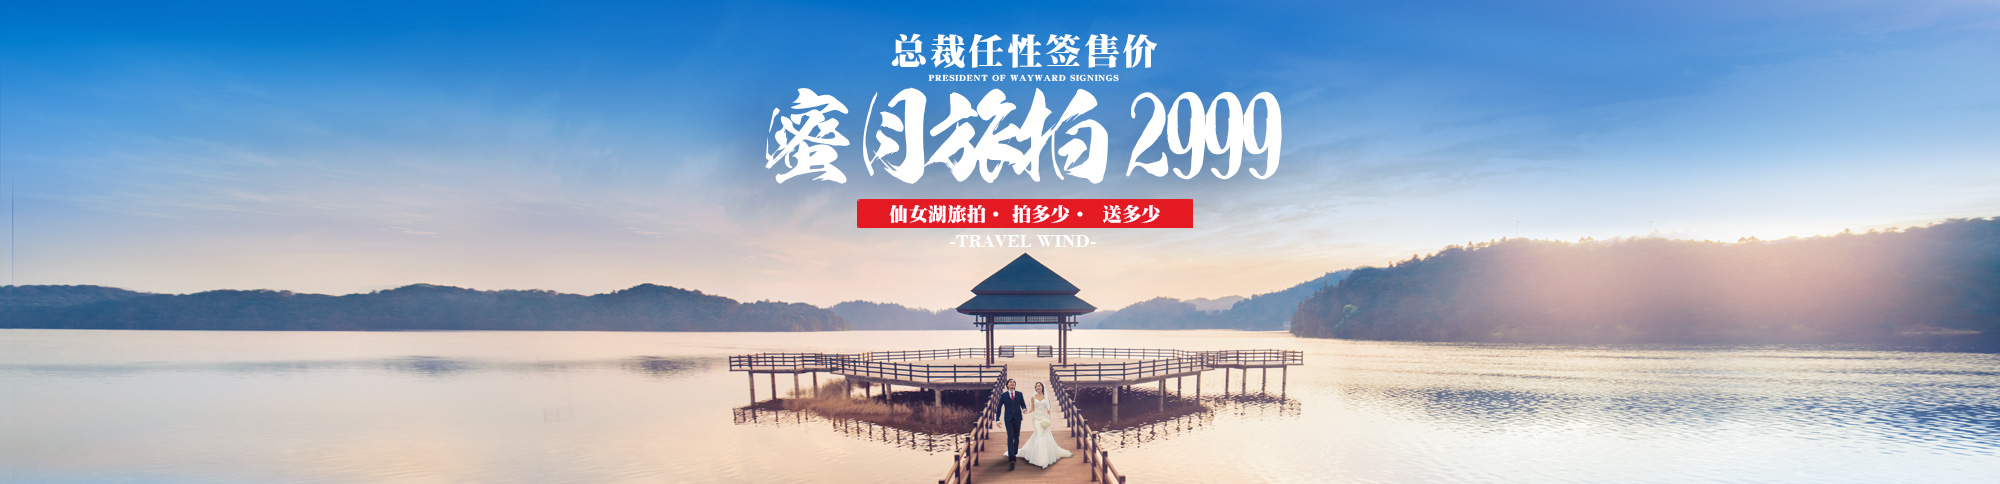 总裁任性签售价
PRESIDENT OF WAYWARD SIGNINGS
蜜月旅拍 2999
仙女湖旅拍· 拍多少· 送多少
-TRAVEL WIND-